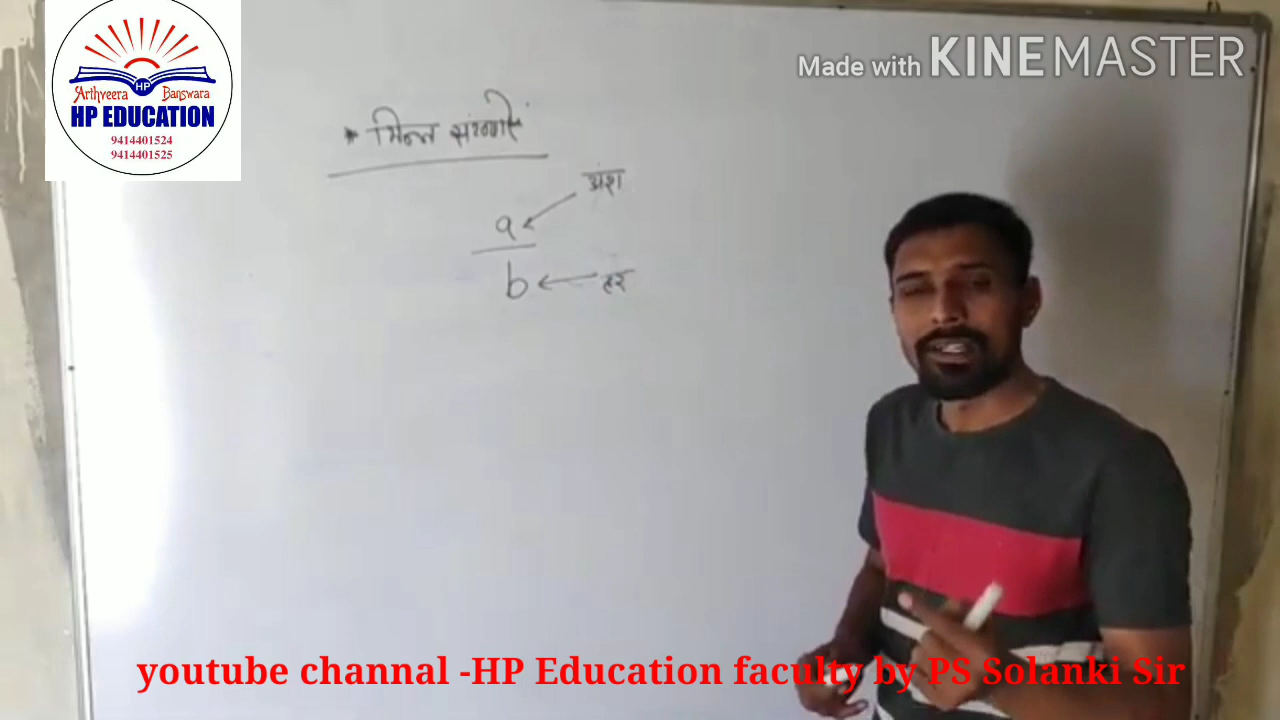 HP
Arthveera Banswara
HP EDUCATION
9414401524
9414401525
Made with KINEMASTER
* भिन्न संख्याएं
अंश
a
b
हर
youtube channal -HP Education faculty by PS Solanki Sir